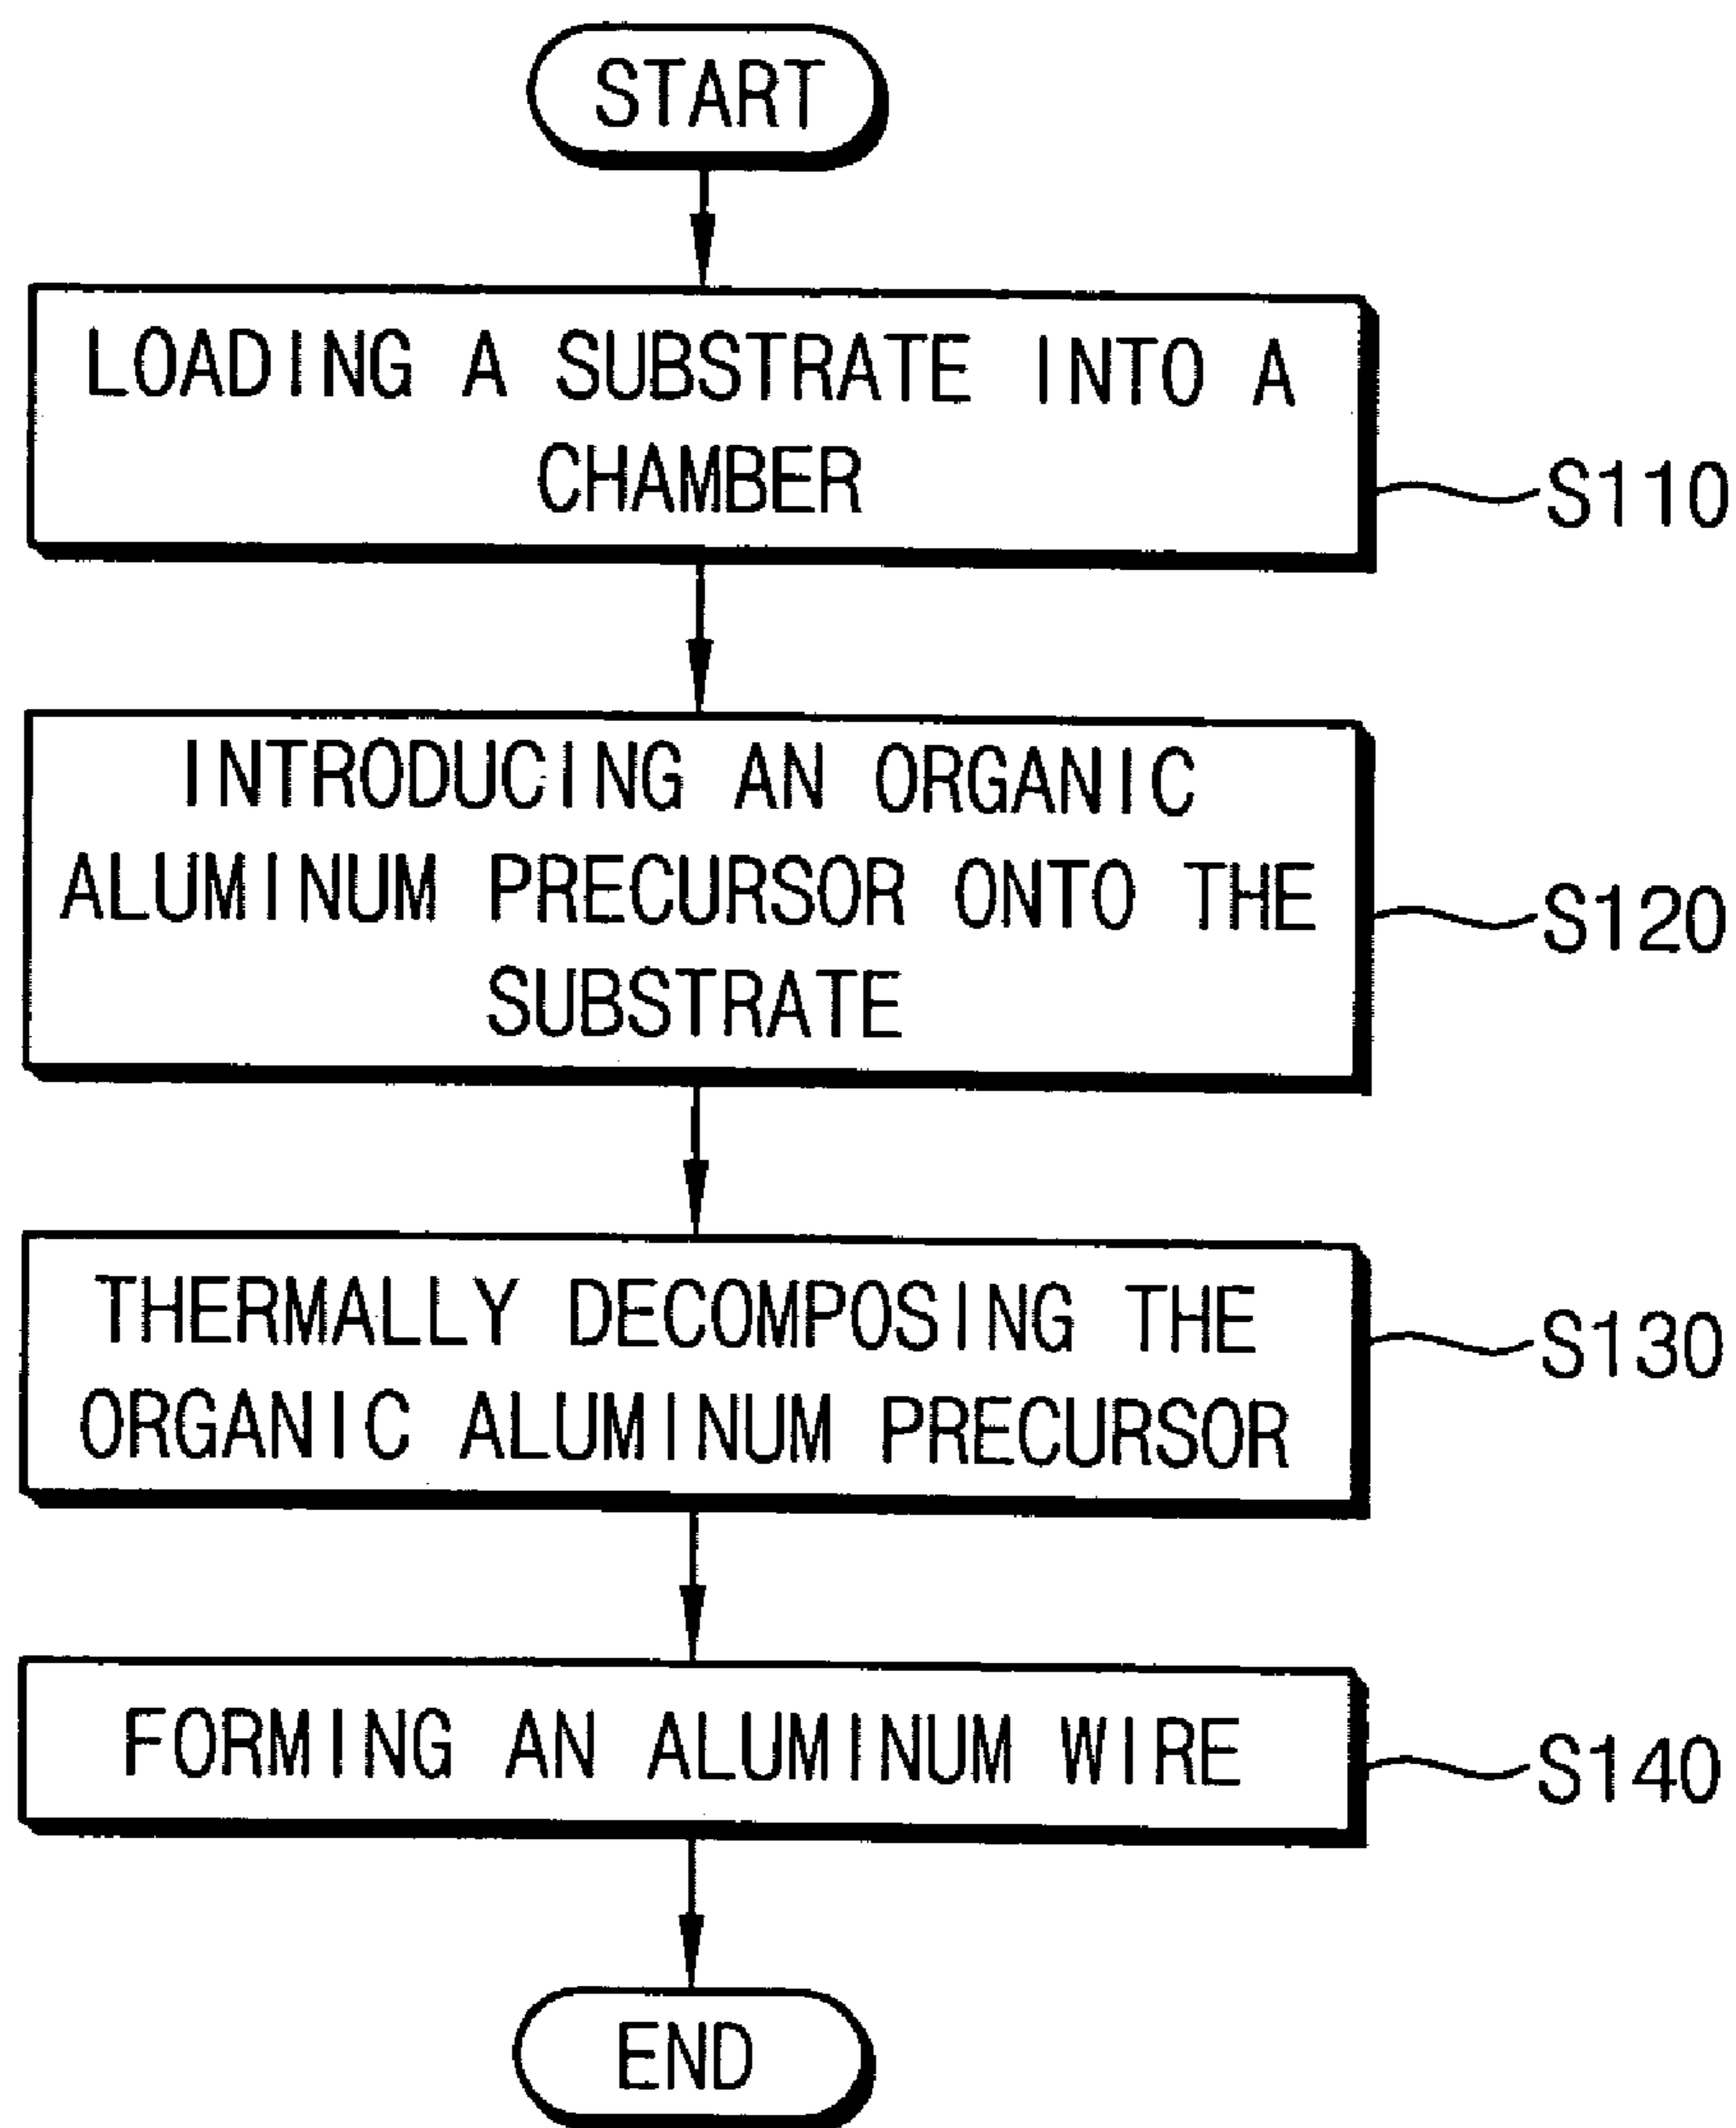 START
LOADING A SUBSTRATE INTO A
CHAMBER
S110
INTRODUCING AN ORGANIC
ALUMINUM PRECURSOR ONTO THE
SUBSTRATE
S120
THERMALLY DECOMPOSING THE
ORGANIC ALUMINUM PRECURSOR
S130
FORMING AN ALUMINUM WIRE
S140
END